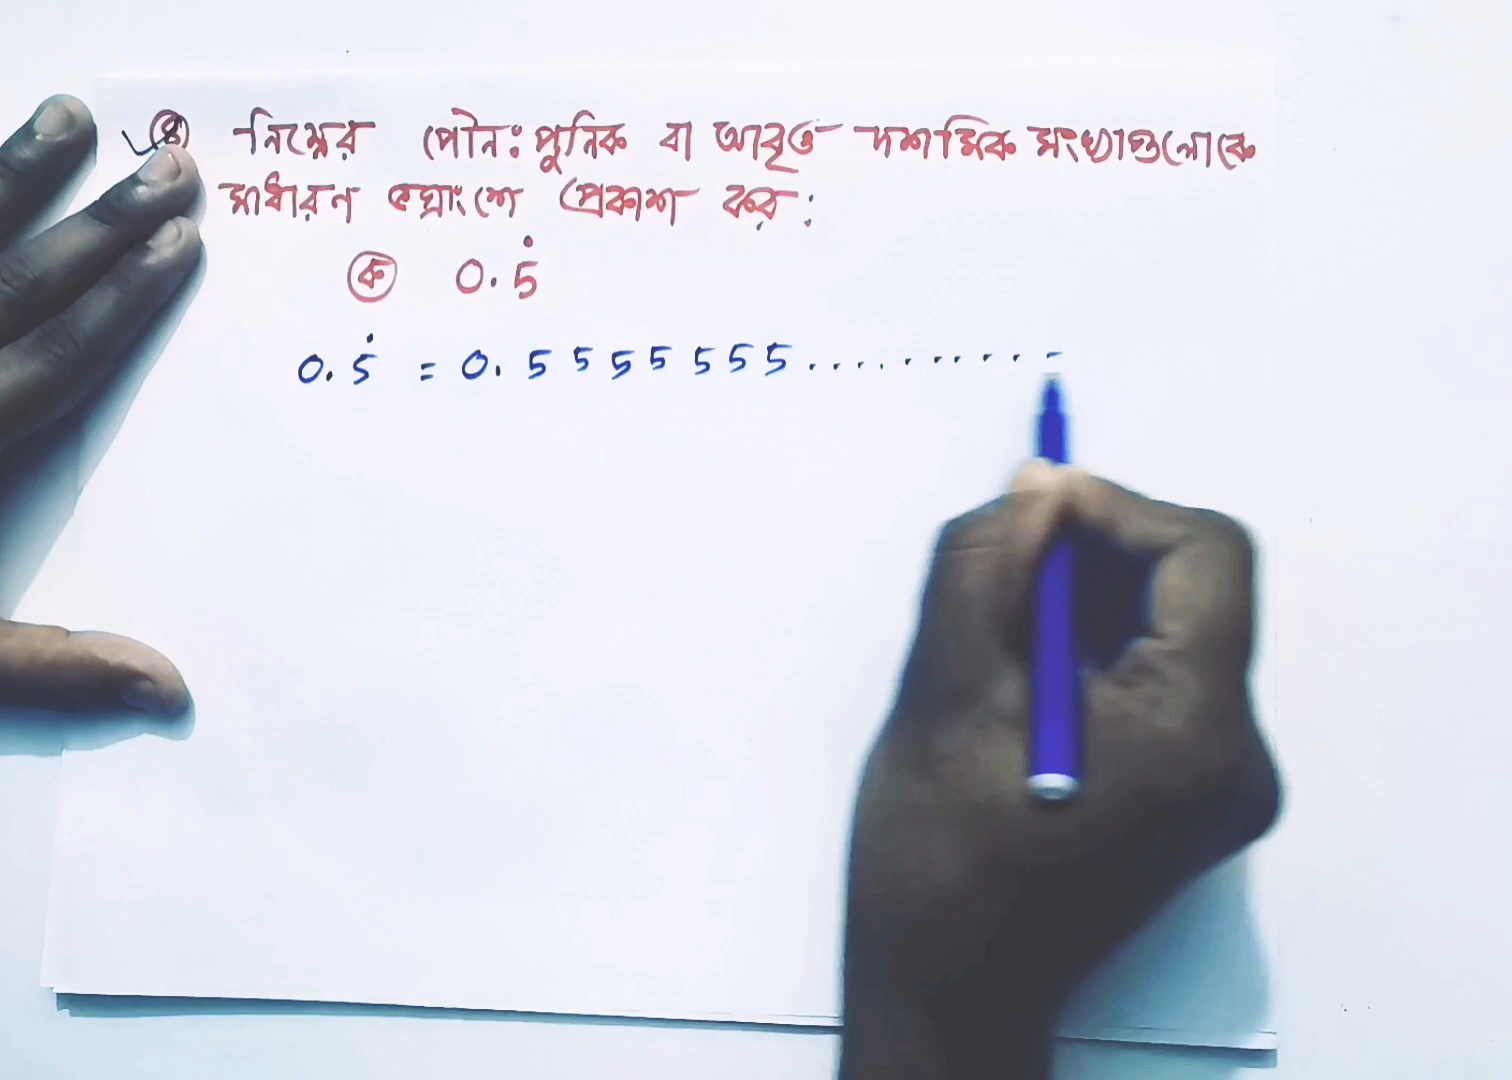 ৪ নিম্নের পৌনঃপুনিক বা আবৃত্ত দশমিক সংখ্যাগুলোকে
সাধারণ ভগ্নাংশে প্রকাশ কর:
ক 0.5̇
0.5̇ = 0.5555555...........